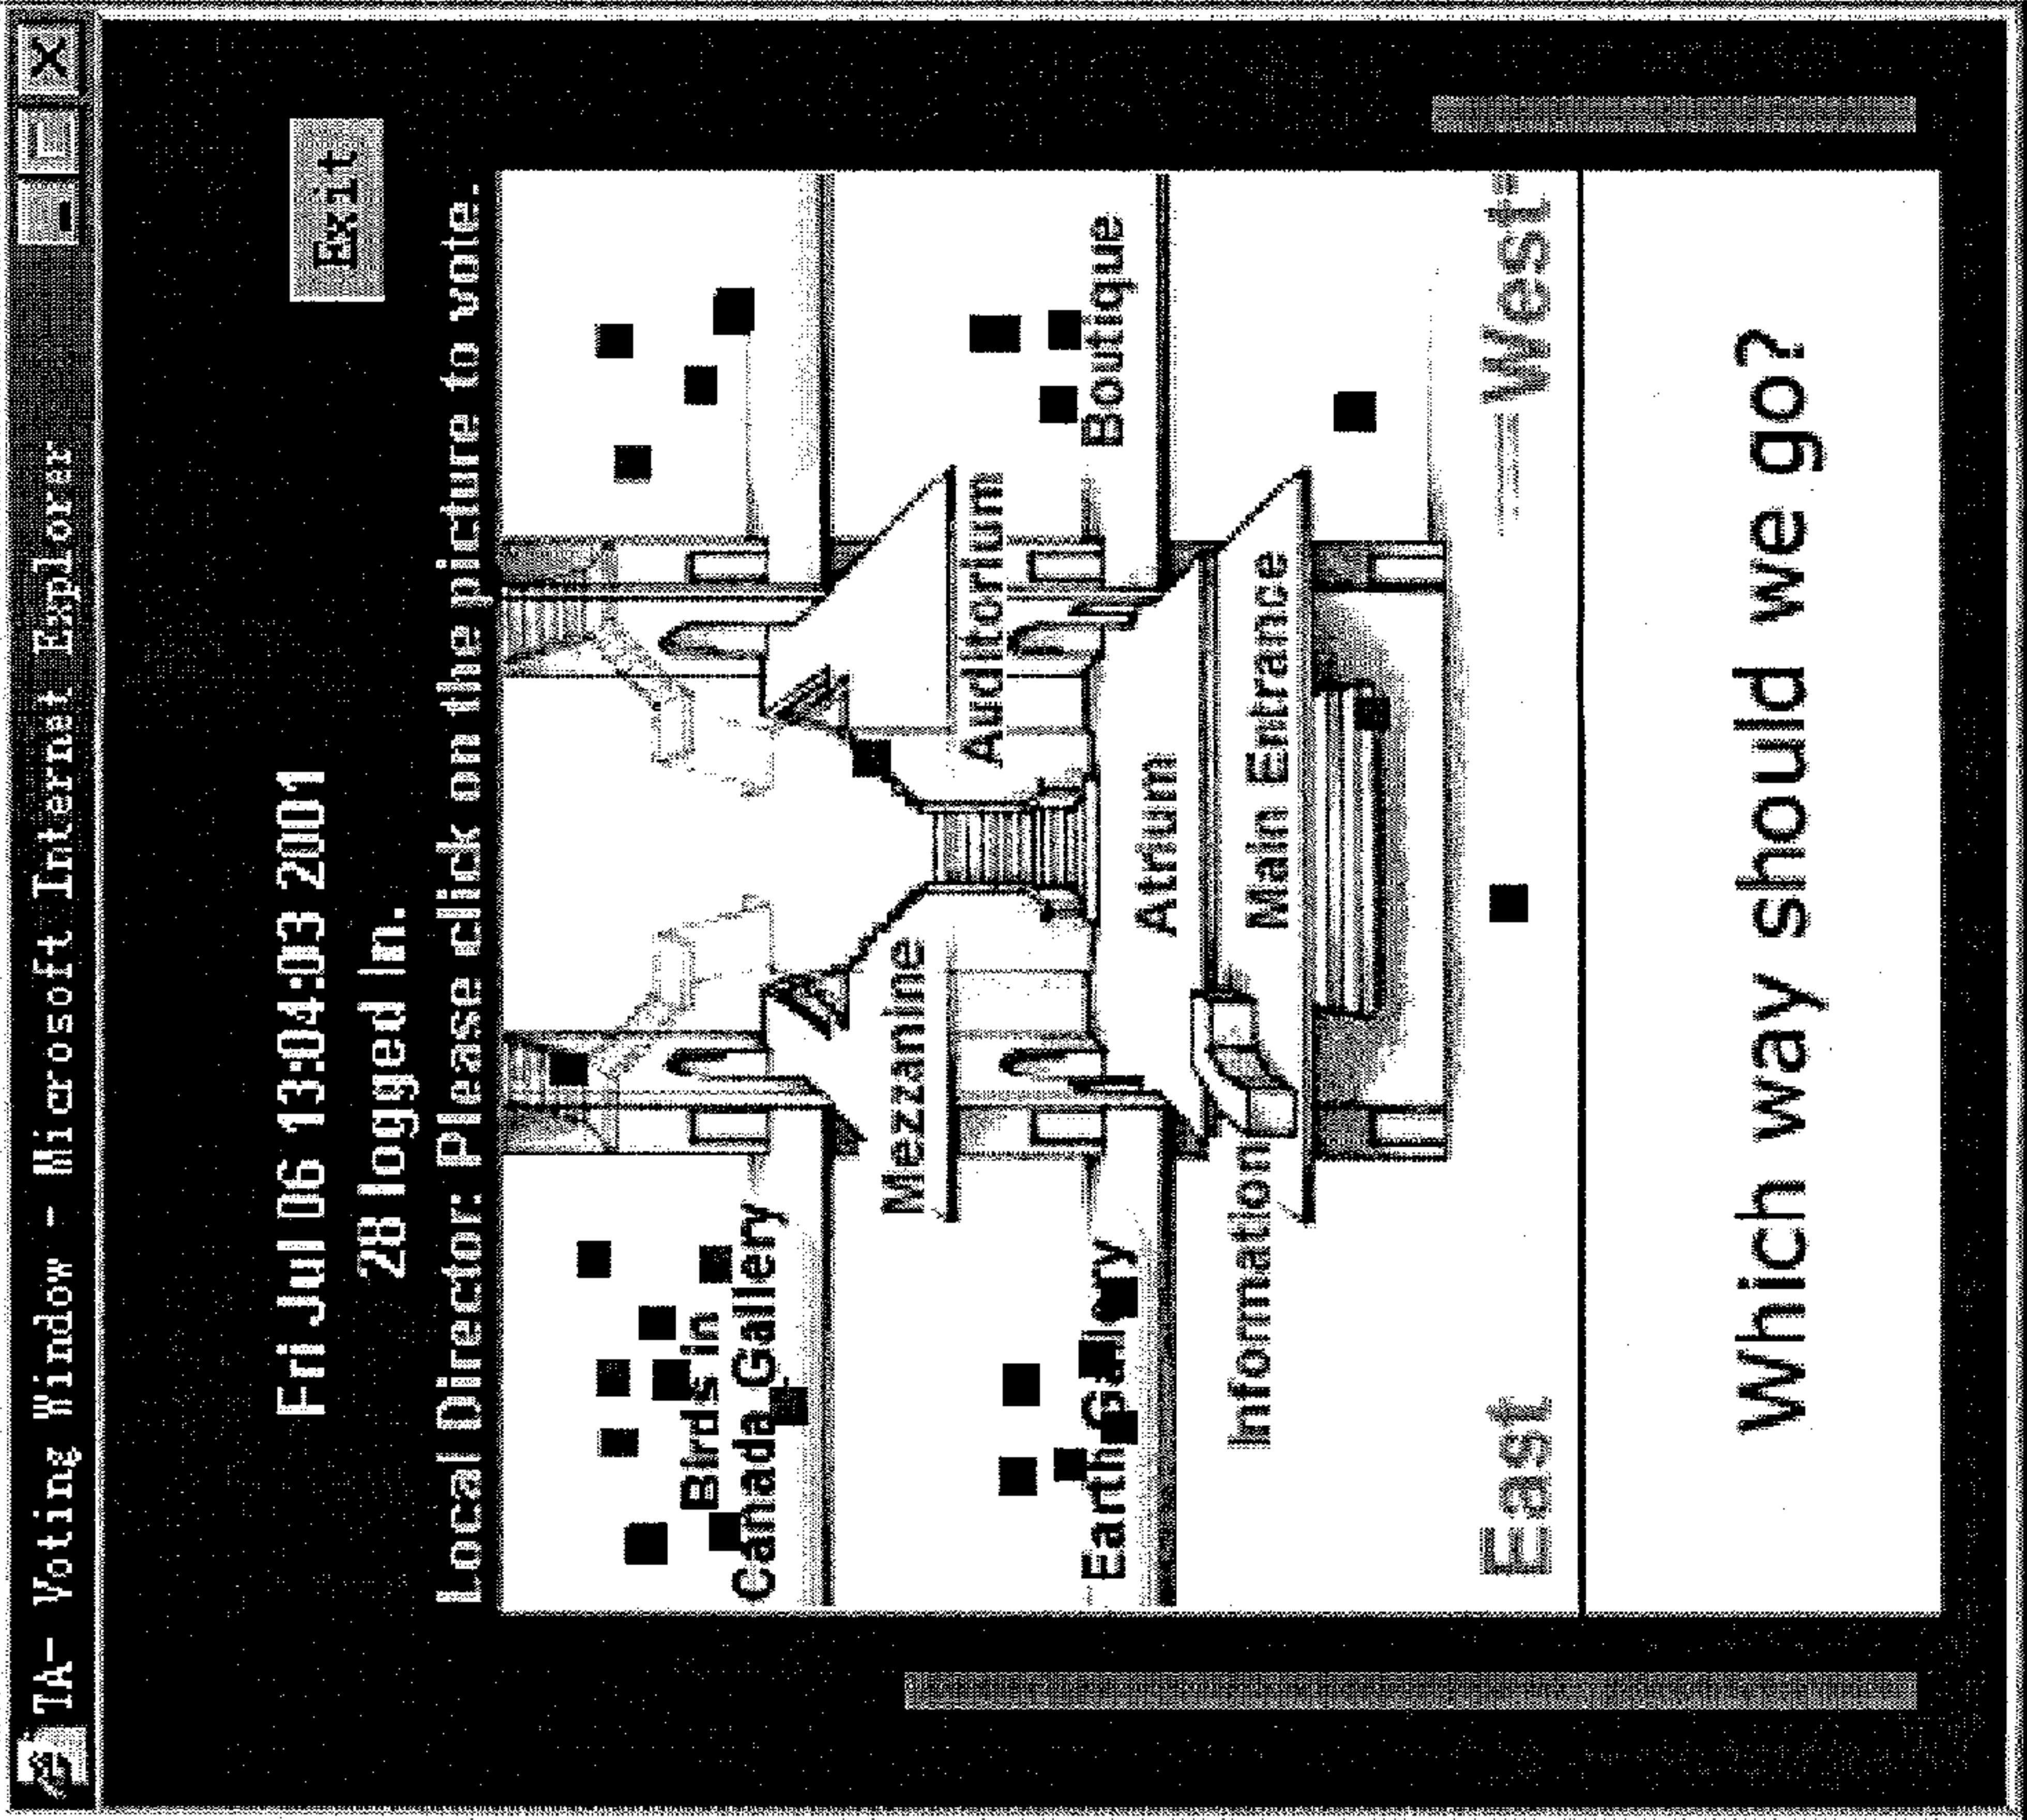 TA- Voting Window - Microsoft Internet Explorer
Exit
Fri Jul 06 13:04:03 2001
28 logged in.
Local Director: Please click on the picture to vote.
Birds in
Canada Gallery
Mezzanine
Auditorium
Earth Gallery
Boutique
Atrium
Information
Main Entrance
East
West
Which way should we go?